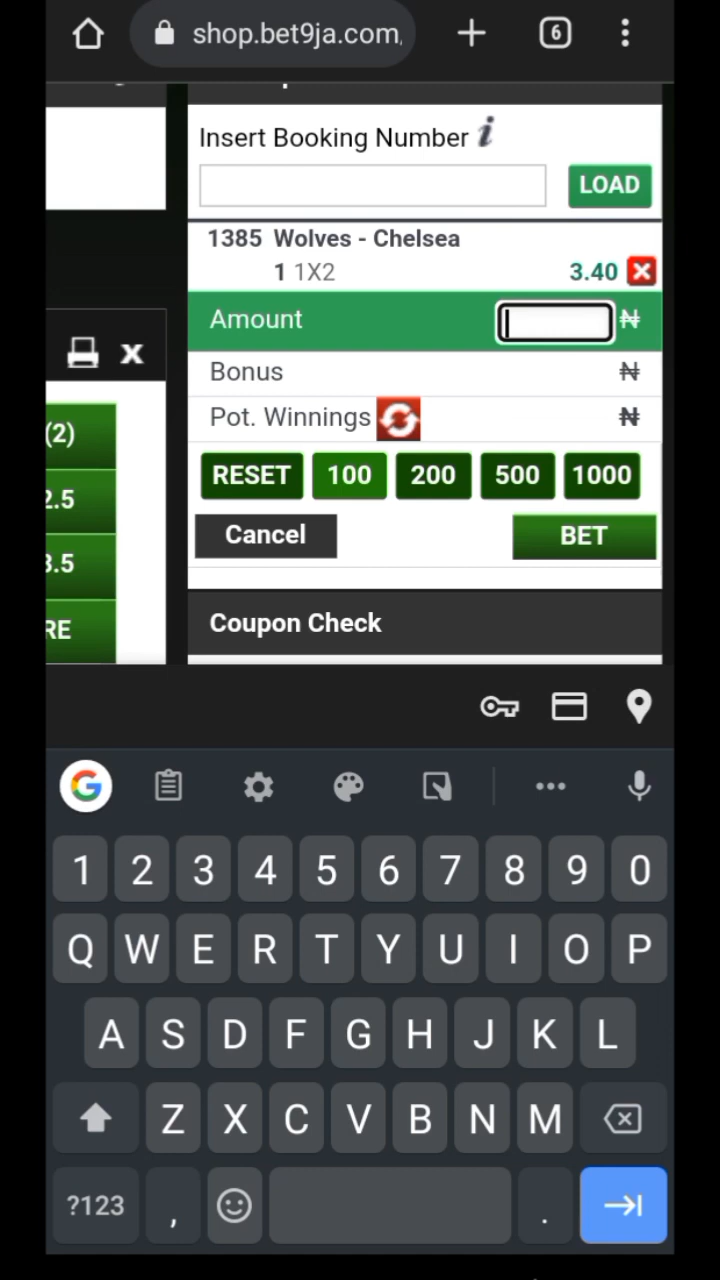 shop.bet9ja.com,
6
Insert Booking Number i
LOAD
1385 Wolves - Chelsea
1 1X2 3.40
Amount ₦
Bonus ₦
Pot. Winnings ₦
RESET 100 200 500 1000
Cancel BET
Coupon Check
X
(2)
2.5
3.5
RE
G
1 2 3 4 5 6 7 8 9 0
Q W E R T Y U I O P
A S D F G H J K L
Z X C V B N M
?123 , .